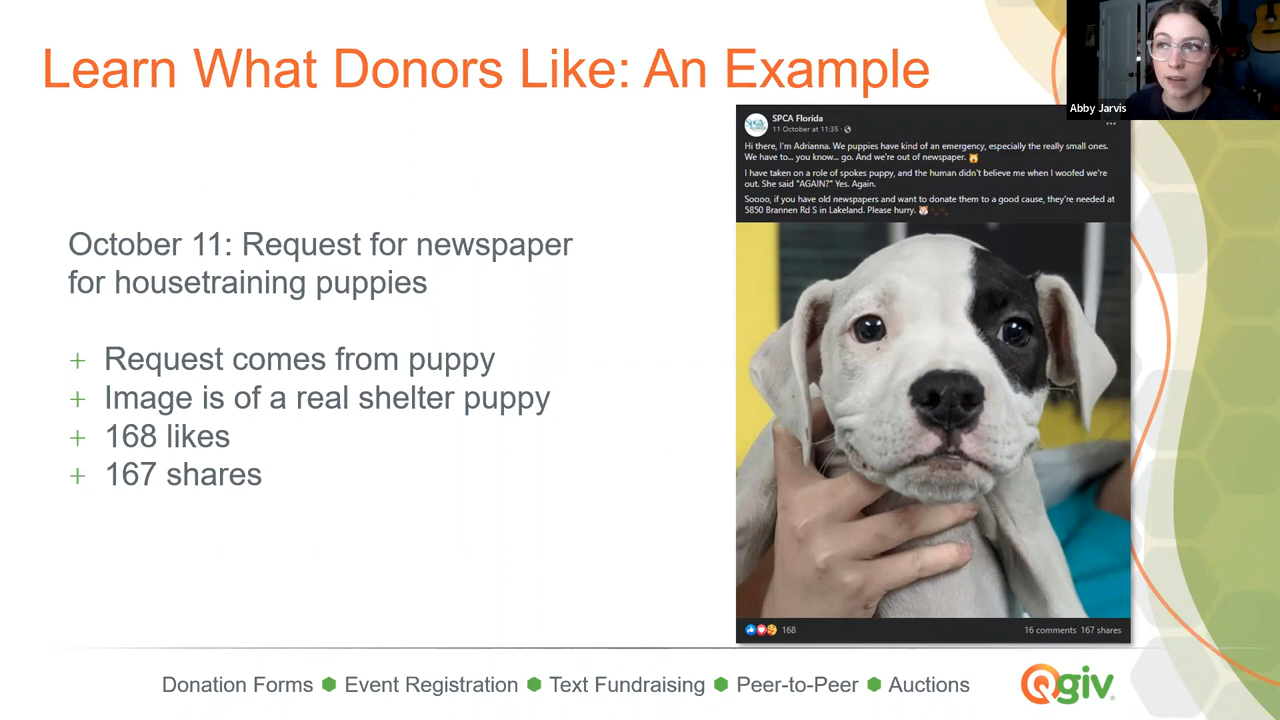 Learn What Donors Like: An Example
Abby Jarvis
October 11: Request for newspaper
for housetraining puppies
+ Request comes from puppy
+ Image is of a real shelter puppy
+ 168 likes
+ 167 shares
SPCA Florida
11 October at 11:35
Hi there, I'm Adrianna. We puppies have kind of an emergency, especially the really small ones.
We have to... you know... go. And we're out of newspaper.
I have taken on a role of spokes puppy, and the human didn't believe me when I woofed we're
out. She said "AGAIN?" Yes. Again.
Soooo, if you have old newspapers and want to donate them to a good cause, they're needed at
5850 Brannen Rd S in Lakeland. Please hurry.
168
16 comments 167 shares
Donation Forms Event Registration Text Fundraising Peer-to-Peer Auctions
Qgiv